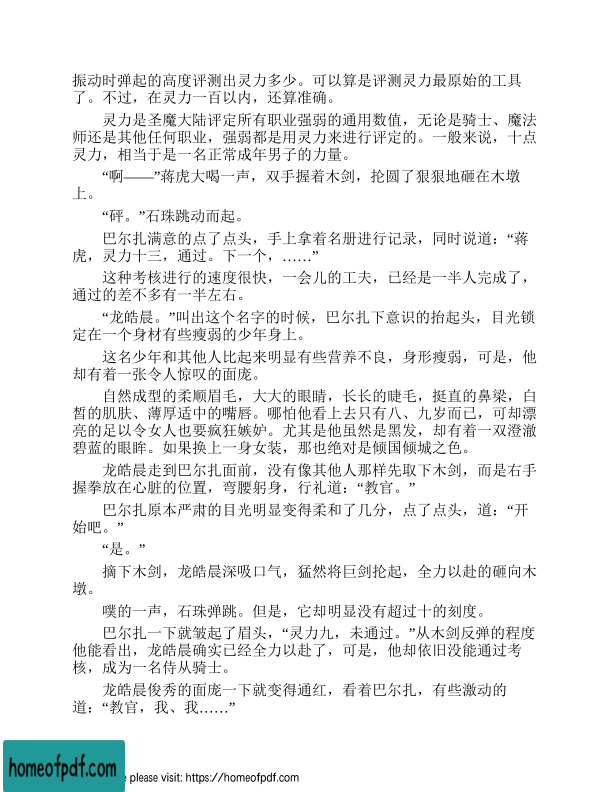 振动时弹起的高度评测出灵力多少。可以算是评测灵力最原始的工具
了。不过，在灵力一百以内，还算准确。
灵力是圣魔大陆评定所有职业强弱的通用数值，无论是骑士、魔法
师还是其他任何职业，强弱都是用灵力来进行评定的。一般来说，十点
灵力，相当于是一名正常成年男子的力量。
“啊——”蒋虎大喝一声，双手握着木剑，抡圆了狠狠地砸在木墩
上。
“砰。”石珠跳动而起。
巴尔扎满意的点了点头，手上拿着名册进行记录，同时说道：“蒋
虎，灵力十三，通过。下一个，……”
这种考核进行的速度很快，一会儿的工夫，已经是一半人完成了，
通过的差不多有一半左右。
“龙皓晨。”叫出这个名字的时候，巴尔扎下意识的抬起头，目光锁
定在一个身材有些瘦弱的少年身上。
这名少年和其他人比起来明显有些营养不良，身形瘦弱，可是，他
却有着一张令人惊叹的面庞。
自然成型的柔顺眉毛，大大的眼睛，长长的睫毛，挺直的鼻梁，白
皙的肌肤、薄厚适中的嘴唇。哪怕他看上去只有八、九岁而已，可却漂
亮的足以令女人也要疯狂嫉妒。尤其是他虽然是黑发，却有着一双澄澈
碧蓝的眼眸。如果换上一身女装，那也绝对是倾国倾城之色。
龙皓晨走到巴尔扎面前，没有像其他人那样先取下木剑，而是右手
握拳放在心脏的位置，弯腰躬身，行礼道：“教官。”
巴尔扎原本严肃的目光明显变得柔和了几分，点了点头，道：“开
始吧。”
“是。”
摘下木剑，龙皓晨深吸口气，猛然将巨剑抡起，全力以赴的砸向木
墩。
噗的一声，石珠弹跳。但是，它却明显没有超过十的刻度。
巴尔扎一下就皱起了眉头，“灵力九，未通过。”从木剑反弹的程度
他能看出，龙皓晨确实已经全力以赴了，可是，他却依旧没能通过考
核，成为一名侍从骑士。
龙皓晨俊秀的面庞一下就变得通红，看着巴尔扎，有些激动的
道：“教官，我、我……”
homeofpdf.com
e please visit: https://homeofpdf.com